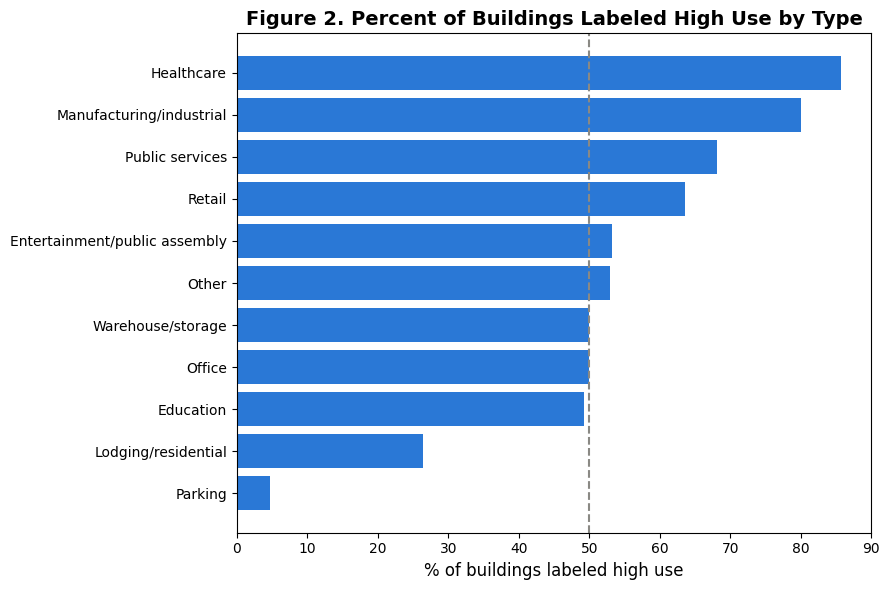 Figure 2. Percent of Buildings Labeled High Use by Type
Healthcare
Manufacturing/industrial
Public services
Retail
Entertainment/public assembly
Other
Warehouse/storage
Office
Education
Lodging/residential
Parking
0 10 20 30 40 50 60 70 80 90
% of buildings labeled high use